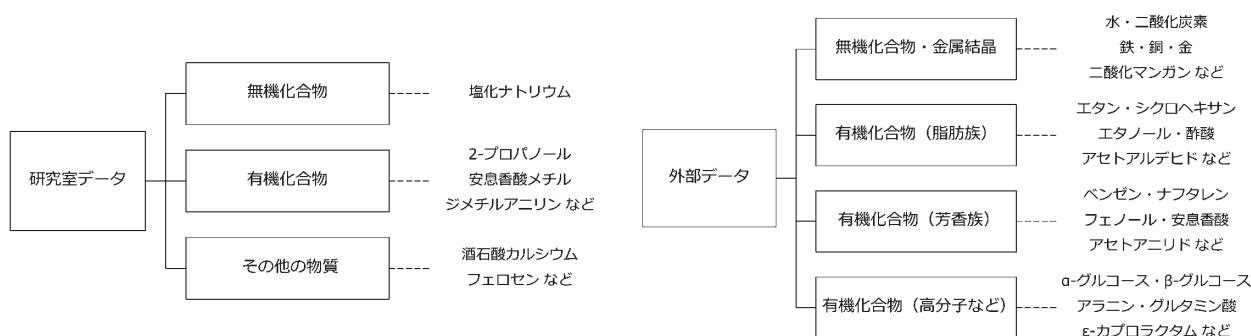 研究室データ
無機化合物
塩化ナトリウム
有機化合物
2-プロパノール
安息香酸メチル
ジメチルアニリン など
その他の物質
酒石酸カルシウム
フェロセン など
外部データ
無機化合物・金属結晶
水・二酸化炭素
鉄・銅・金
二酸化マンガン など
有機化合物（脂肪族）
エタン・シクロヘキサン
エタノール・酢酸
アセトアルデヒド など
有機化合物（芳香族）
ベンゼン・ナフタレン
フェノール・安息香酸
アセトアニリド など
有機化合物（高分子など）
α-グルコース・β-グルコース
アラニン・グルタミン酸
ε-カプロラクタム など